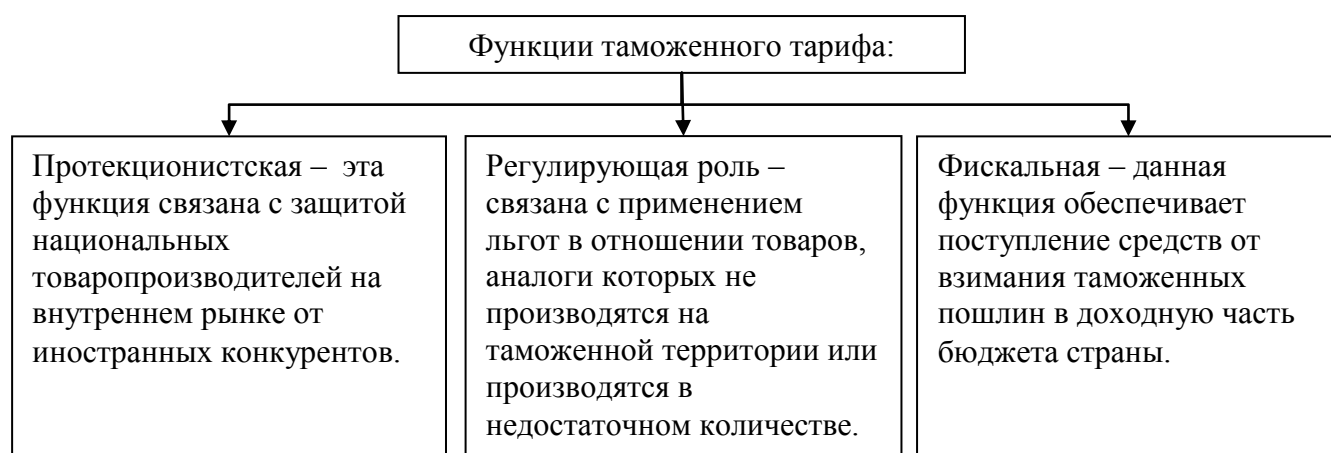 Функции таможенного тарифа:
Протекционистская – эта
функция связана с защитой
национальных
товаропроизводителей на
внутреннем рынке от
иностранных конкурентов.
Регулирующая роль –
связана с применением
льгот в отношении товаров,
аналоги которых не
производятся на
таможенной территории или
производятся в
недостаточном количестве.
Фискальная – данная
функция обеспечивает
поступление средств от
взимания таможенных
пошлин в доходную часть
бюджета страны.